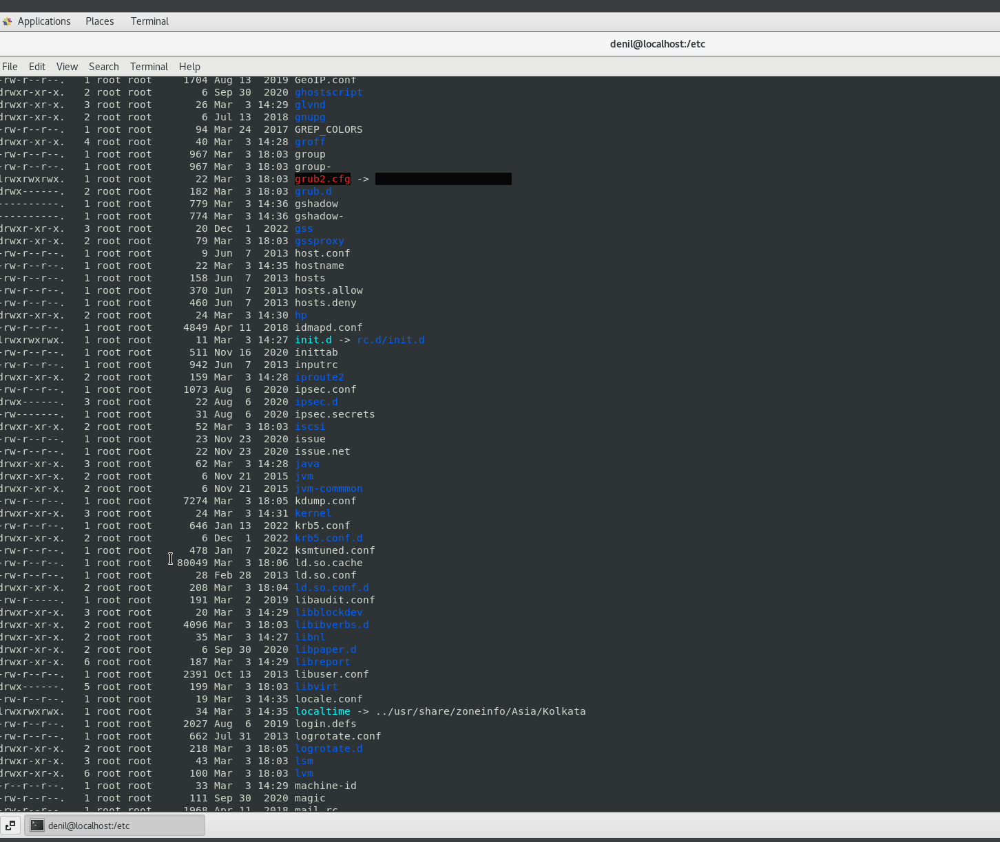 Applications Places Terminal
denil@localhost:/etc
File Edit View Search Terminal Help
-rw-r--r--. 1 root root 1704 Aug 13 2019 GeoIP.conf
drwxr-xr-x. 2 root root 6 Sep 30 2020 ghostscript
drwxr-xr-x. 3 root root 26 Mar 3 14:29 glvnd
drwxr-xr-x. 2 root root 6 Jul 13 2018 gnupg
-rw-r--r--. 1 root root 94 Mar 24 2017 GREP_COLORS
drwxr-xr-x. 4 root root 40 Mar 3 14:28 groff
-rw-r--r--. 1 root root 967 Mar 3 18:03 group
-rw-r--r--. 1 root root 967 Mar 3 18:03 group-
lrwxrwxrwx. 1 root root 22 Mar 3 18:03 grub2.cfg ->
drwx------. 2 root root 182 Mar 3 18:03 grub.d
----------. 1 root root 779 Mar 3 14:36 gshadow
----------. 1 root root 774 Mar 3 14:36 gshadow-
drwxr-xr-x. 3 root root 20 Dec 1 2022 gss
drwxr-xr-x. 2 root root 79 Mar 3 18:03 gssproxy
-rw-r--r--. 1 root root 9 Jun 7 2013 host.conf
-rw-r--r--. 1 root root 22 Mar 3 14:35 hostname
-rw-r--r--. 1 root root 158 Jun 7 2013 hosts
-rw-r--r--. 1 root root 370 Jun 7 2013 hosts.allow
-rw-r--r--. 1 root root 460 Jun 7 2013 hosts.deny
drwxr-xr-x. 2 root root 24 Mar 3 14:30 hp
-rw-r--r--. 1 root root 4849 Apr 11 2018 idmapd.conf
lrwxrwxrwx. 1 root root 11 Mar 3 14:27 init.d -> rc.d/init.d
-rw-r--r--. 1 root root 511 Nov 16 2020 inittab
-rw-r--r--. 1 root root 942 Jun 7 2013 inputrc
drwxr-xr-x. 2 root root 159 Mar 3 14:28 iproute2
-rw-r--r--. 1 root root 1073 Aug 6 2020 ipsec.conf
drwx------. 3 root root 22 Aug 6 2020 ipsec.d
-rw-------. 1 root root 31 Aug 6 2020 ipsec.secrets
drwxr-xr-x. 2 root root 52 Mar 3 18:03 iscsi
-rw-r--r--. 1 root root 23 Nov 23 2020 issue
-rw-r--r--. 1 root root 22 Nov 23 2020 issue.net
drwxr-xr-x. 3 root root 62 Mar 3 14:28 java
drwxr-xr-x. 2 root root 6 Nov 21 2015 jvm
drwxr-xr-x. 2 root root 6 Nov 21 2015 jvm-commmon
-rw-r--r--. 1 root root 7274 Mar 3 18:05 kdump.conf
drwxr-xr-x. 3 root root 24 Mar 3 14:31 kernel
-rw-r--r--. 1 root root 646 Jan 13 2022 krb5.conf
drwxr-xr-x. 2 root root 6 Dec 1 2022 krb5.conf.d
-rw-r--r--. 1 root root 478 Jan 7 2022 ksmtuned.conf
-rw-r--r--. 1 root root 80049 Mar 3 18:06 ld.so.cache
-rw-r--r--. 1 root root 28 Feb 28 2013 ld.so.conf
drwxr-xr-x. 2 root root 208 Mar 3 18:04 ld.so.conf.d
-rw-r-----. 1 root root 191 Mar 2 2019 libaudit.conf
drwxr-xr-x. 3 root root 20 Mar 3 14:29 libblockdev
drwxr-xr-x. 2 root root 4096 Mar 3 18:03 libibverbs.d
drwxr-xr-x. 2 root root 35 Mar 3 14:27 libnl
drwxr-xr-x. 2 root root 6 Sep 30 2020 libpaper.d
drwxr-xr-x. 6 root root 187 Mar 3 14:29 libreport
-rw-r--r--. 1 root root 2391 Oct 13 2013 libuser.conf
drwx------. 5 root root 199 Mar 3 18:03 libvirt
-rw-r--r--. 1 root root 19 Mar 3 14:35 locale.conf
lrwxrwxrwx. 1 root root 34 Mar 3 14:35 localtime -> ../usr/share/zoneinfo/Asia/Kolkata
-rw-r--r--. 1 root root 2027 Aug 6 2019 login.defs
-rw-r--r--. 1 root root 662 Jul 31 2013 logrotate.conf
drwxr-xr-x. 2 root root 218 Mar 3 18:05 logrotate.d
drwxr-xr-x. 3 root root 43 Mar 3 18:03 lsm
drwxr-xr-x. 6 root root 100 Mar 3 18:03 lvm
-r--r--r--. 1 root root 33 Mar 3 14:29 machine-id
-rw-r--r--. 1 root root 111 Sep 30 2020 magic
-rw-r--r--. 1 root root 1968 Apr 11 2018 mail.rc
denil@localhost:/etc